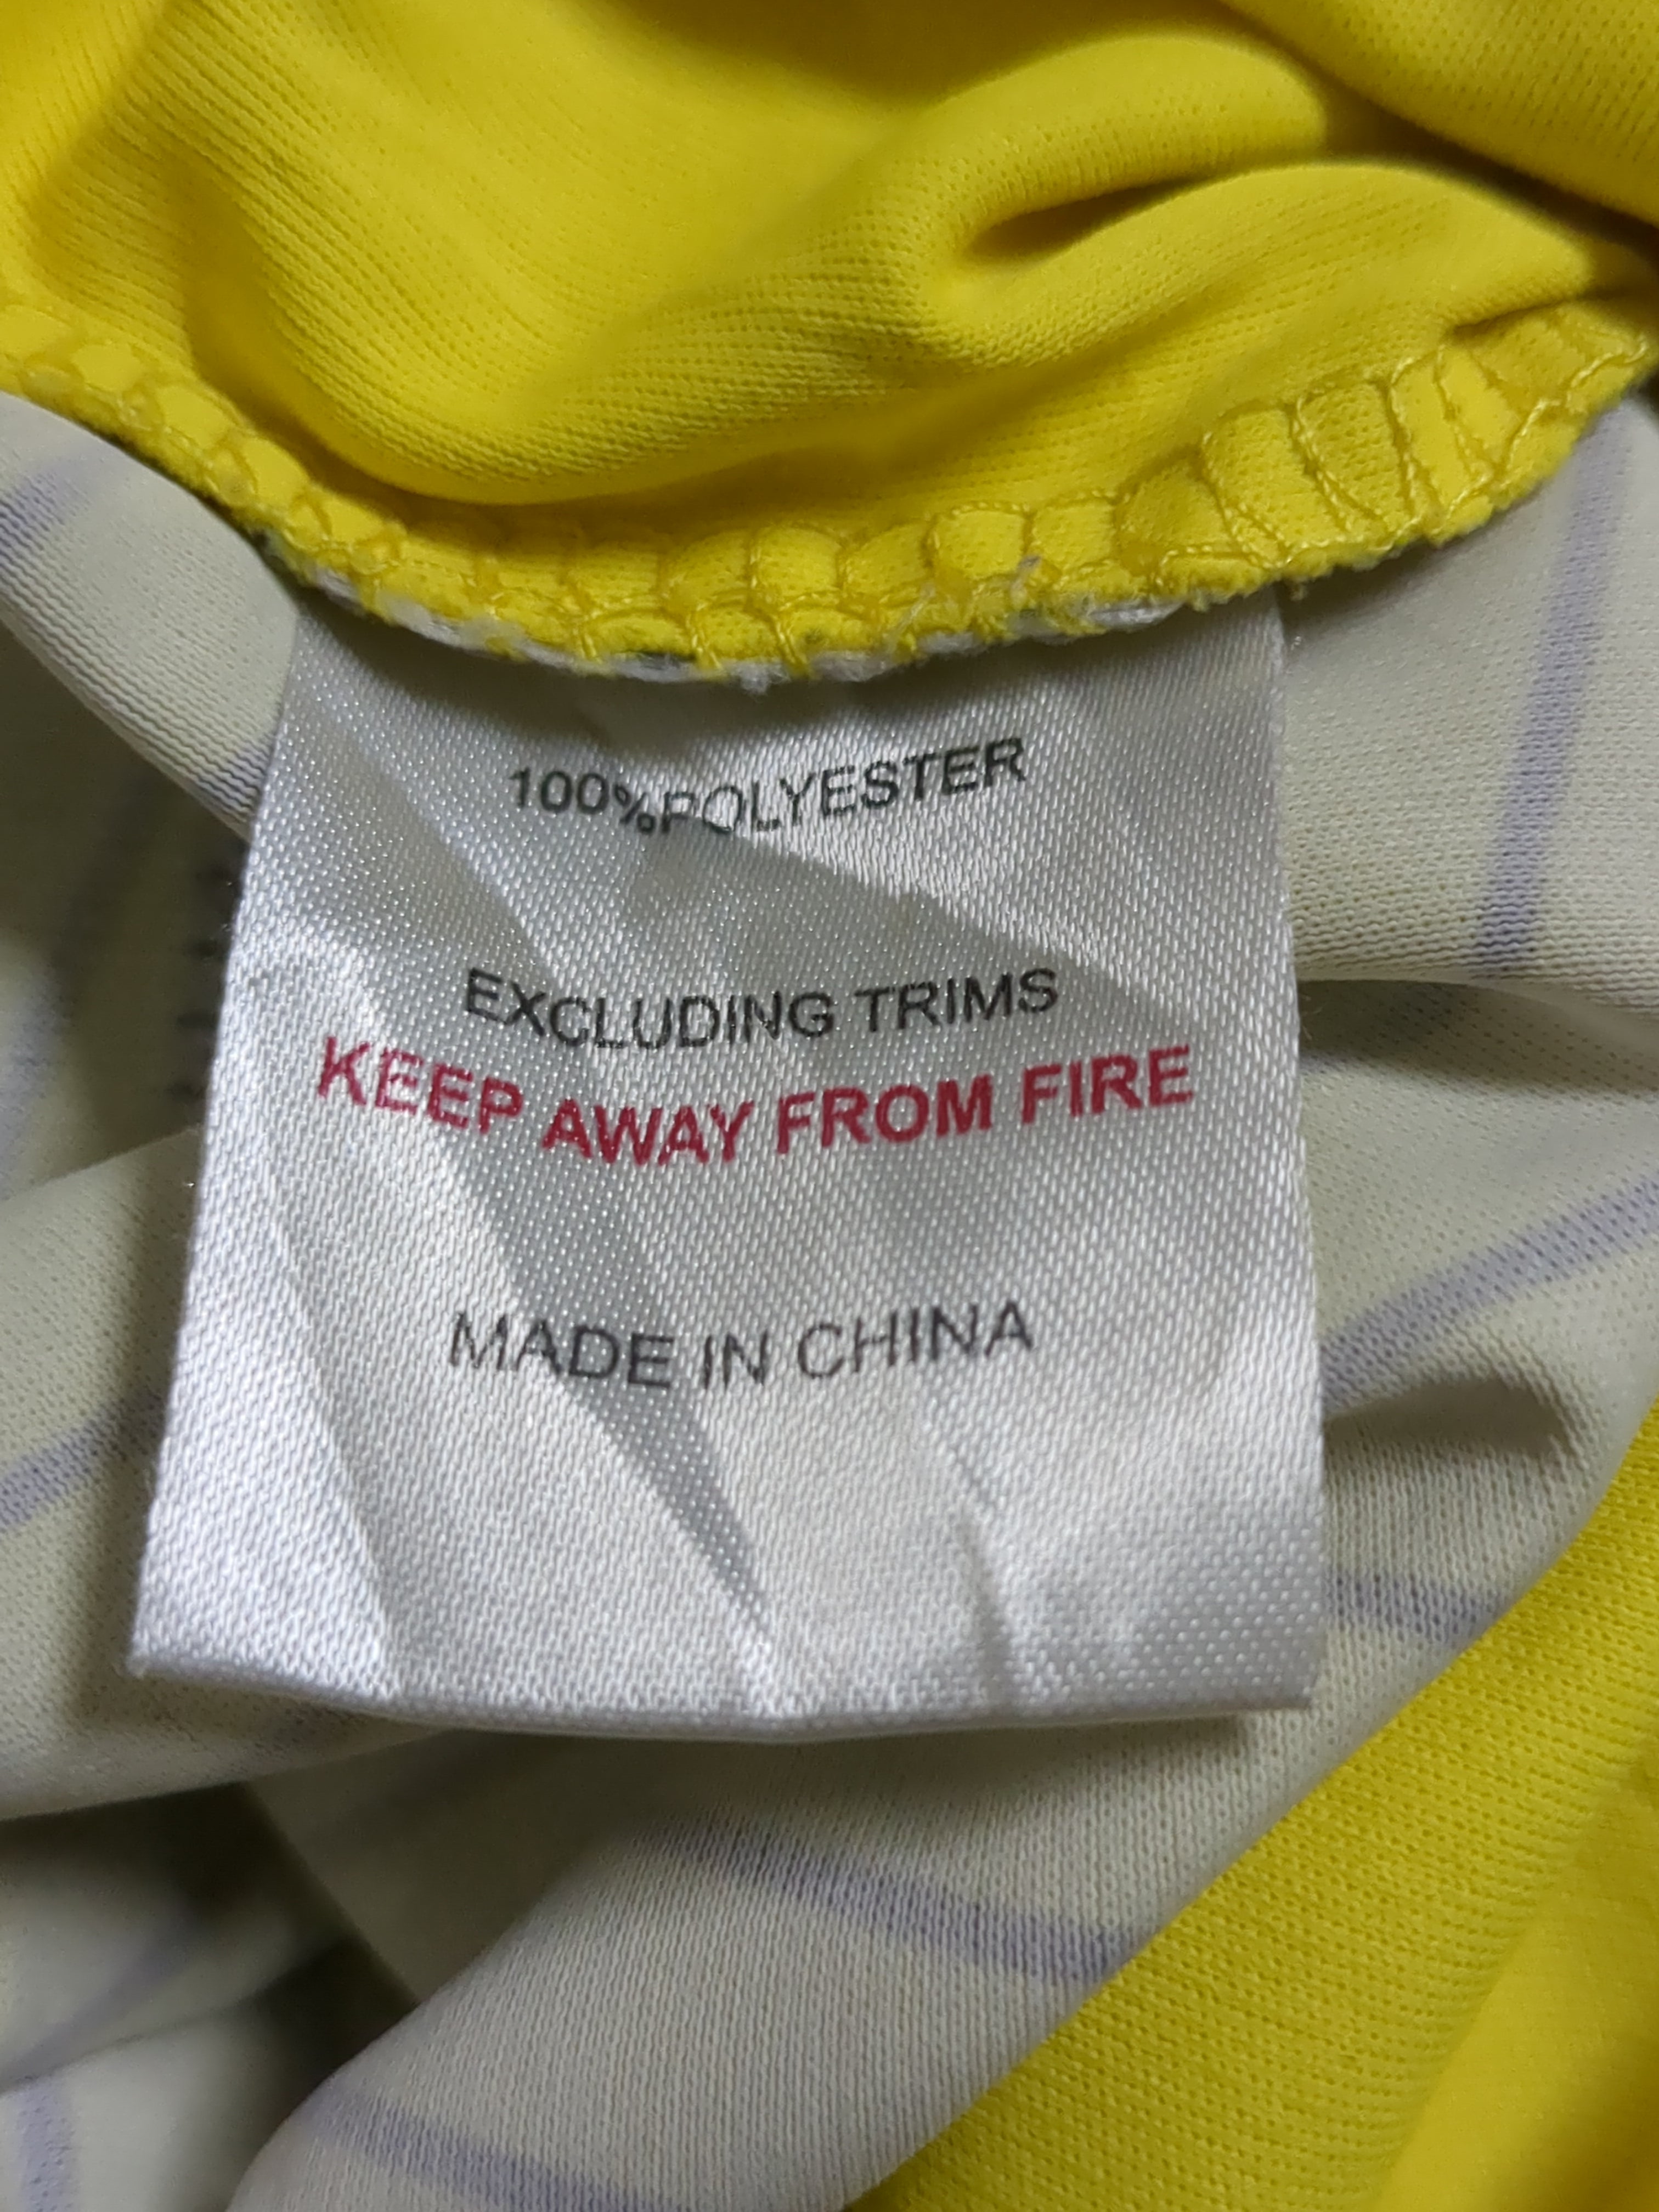 100%POLYESTER
EXCLUDING TRIMS
KEEP AWAY FROM FIRE
MADE IN CHINA